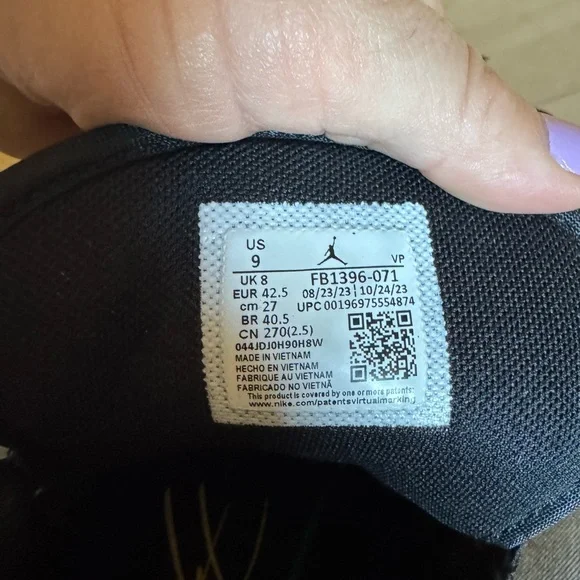 US
9 VP
UK 8 FB1396-071
EUR 42.5 08/23/23 10/24/23
cm 27 UPC 00196975554874
BR 40.5
CN 270(2.5)
044JDJ0H90H8W
MADE IN VIETNAM
HECHO EN VIETNAM
FABRIQUE AU VIETNAM
FABRICADO NO VIETNÃ
This product is covered by one or more patents. See
www.nike.com/patentsvirtualmarking